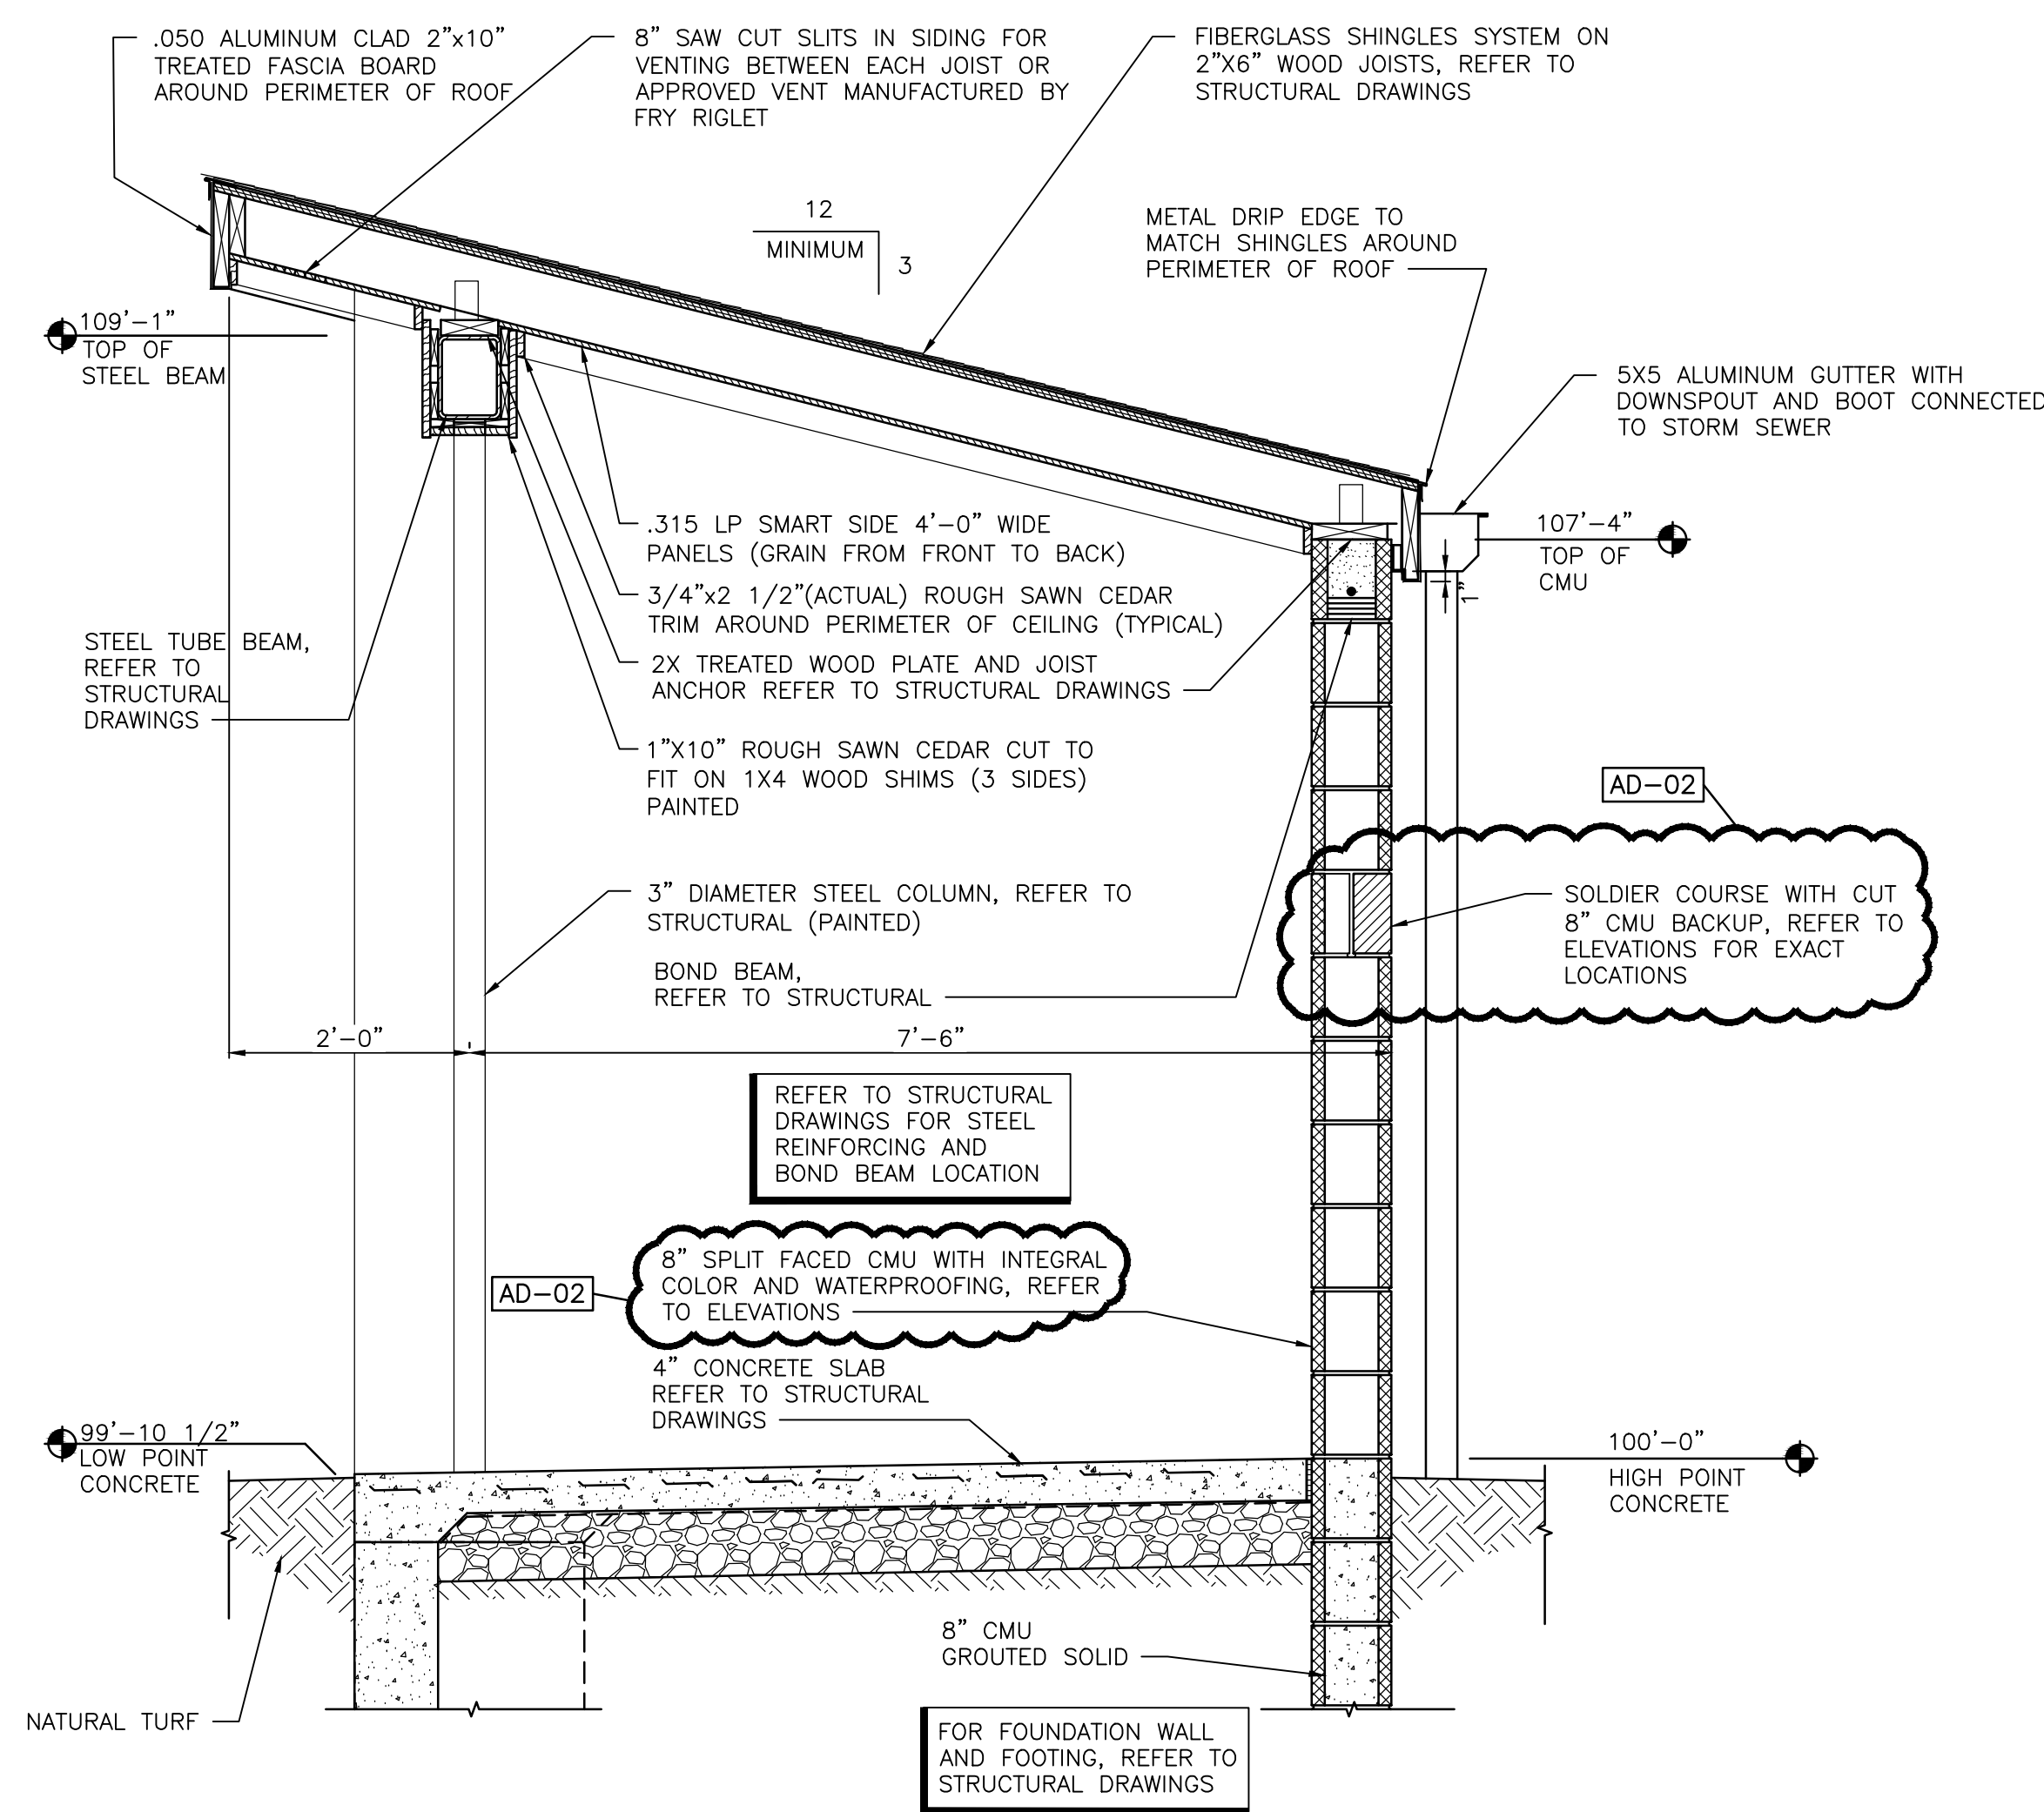 .050 ALUMINUM CLAD 2"x10"
TREATED FASCIA BOARD
AROUND PERIMETER OF ROOF
8" SAW CUT SLITS IN SIDING FOR
VENTING BETWEEN EACH JOIST OR
APPROVED VENT MANUFACTURED BY
FRY RIGLET
FIBERGLASS SHINGLES SYSTEM ON
2"X6" WOOD JOISTS, REFER TO
STRUCTURAL DRAWINGS
12
MINIMUM
3
METAL DRIP EDGE TO
MATCH SHINGLES AROUND
PERIMETER OF ROOF
109'-1"
TOP OF
STEEL BEAM
5X5 ALUMINUM GUTTER WITH
DOWNSPOUT AND BOOT CONNECTED
TO STORM SEWER
107'-4"
TOP OF
CMU
1"
.315 LP SMART SIDE 4'-0" WIDE
PANELS (GRAIN FROM FRONT TO BACK)
3/4"x2 1/2"(ACTUAL) ROUGH SAWN CEDAR
TRIM AROUND PERIMETER OF CEILING (TYPICAL)
2X TREATED WOOD PLATE AND JOIST
ANCHOR REFER TO STRUCTURAL DRAWINGS
STEEL TUBE BEAM,
REFER TO
STRUCTURAL
DRAWINGS
1"X10" ROUGH SAWN CEDAR CUT TO
FIT ON 1X4 WOOD SHIMS (3 SIDES)
PAINTED
AD-02
3" DIAMETER STEEL COLUMN, REFER TO
STRUCTURAL (PAINTED)
SOLDIER COURSE WITH CUT
8" CMU BACKUP, REFER TO
ELEVATIONS FOR EXACT
LOCATIONS
BOND BEAM,
REFER TO STRUCTURAL
2'-0"
7'-6"
REFER TO STRUCTURAL
DRAWINGS FOR STEEL
REINFORCING AND
BOND BEAM LOCATION
AD-02
8" SPLIT FACED CMU WITH INTEGRAL
COLOR AND WATERPROOFING, REFER
TO ELEVATIONS
4" CONCRETE SLAB
REFER TO STRUCTURAL
DRAWINGS
99'-10 1/2"
LOW POINT
CONCRETE
100'-0"
HIGH POINT
CONCRETE
8" CMU
GROUTED SOLID
NATURAL TURF
FOR FOUNDATION WALL
AND FOOTING, REFER TO
STRUCTURAL DRAWINGS